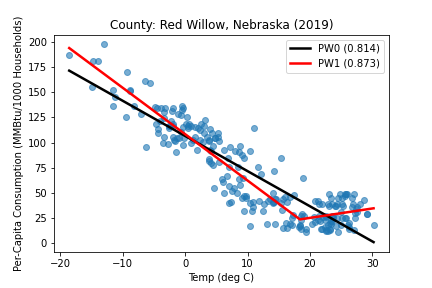 County: Red Willow, Nebraska (2019)
PW0 (0.814)
PW1 (0.873)
Per-Capita Consumption (MMBtu/1000 Households)
200
175
150
125
100
75
50
25
0
−20 −10 0 10 20 30
Temp (deg C)